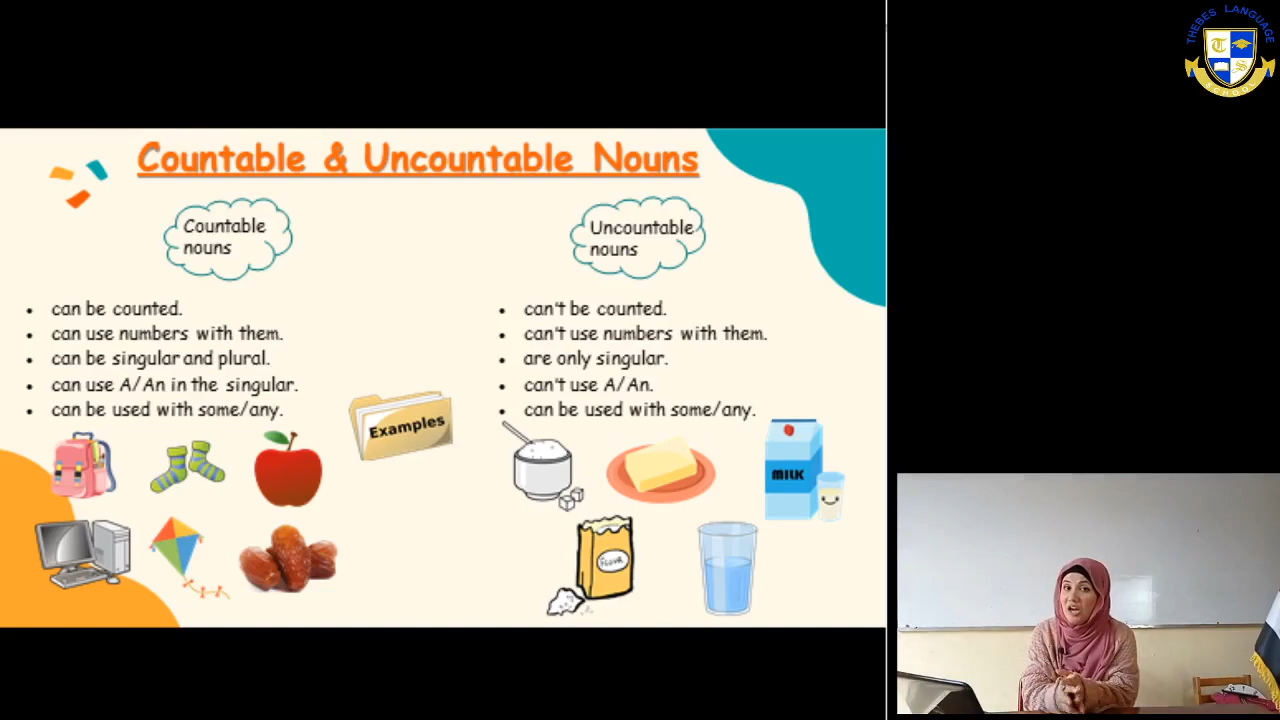 THEBES LANGUAGE
SCHOOL
Countable & Uncountable Nouns
Countable
nouns
• can be counted.
• can use numbers with them.
• can be singular and plural.
• can use A/An in the singular.
• can be used with some/any.
Examples
Uncountable
nouns
• can't be counted.
• can't use numbers with them.
• are only singular.
• can't use A/An.
• can be used with some/any.
MILK
FLOUR